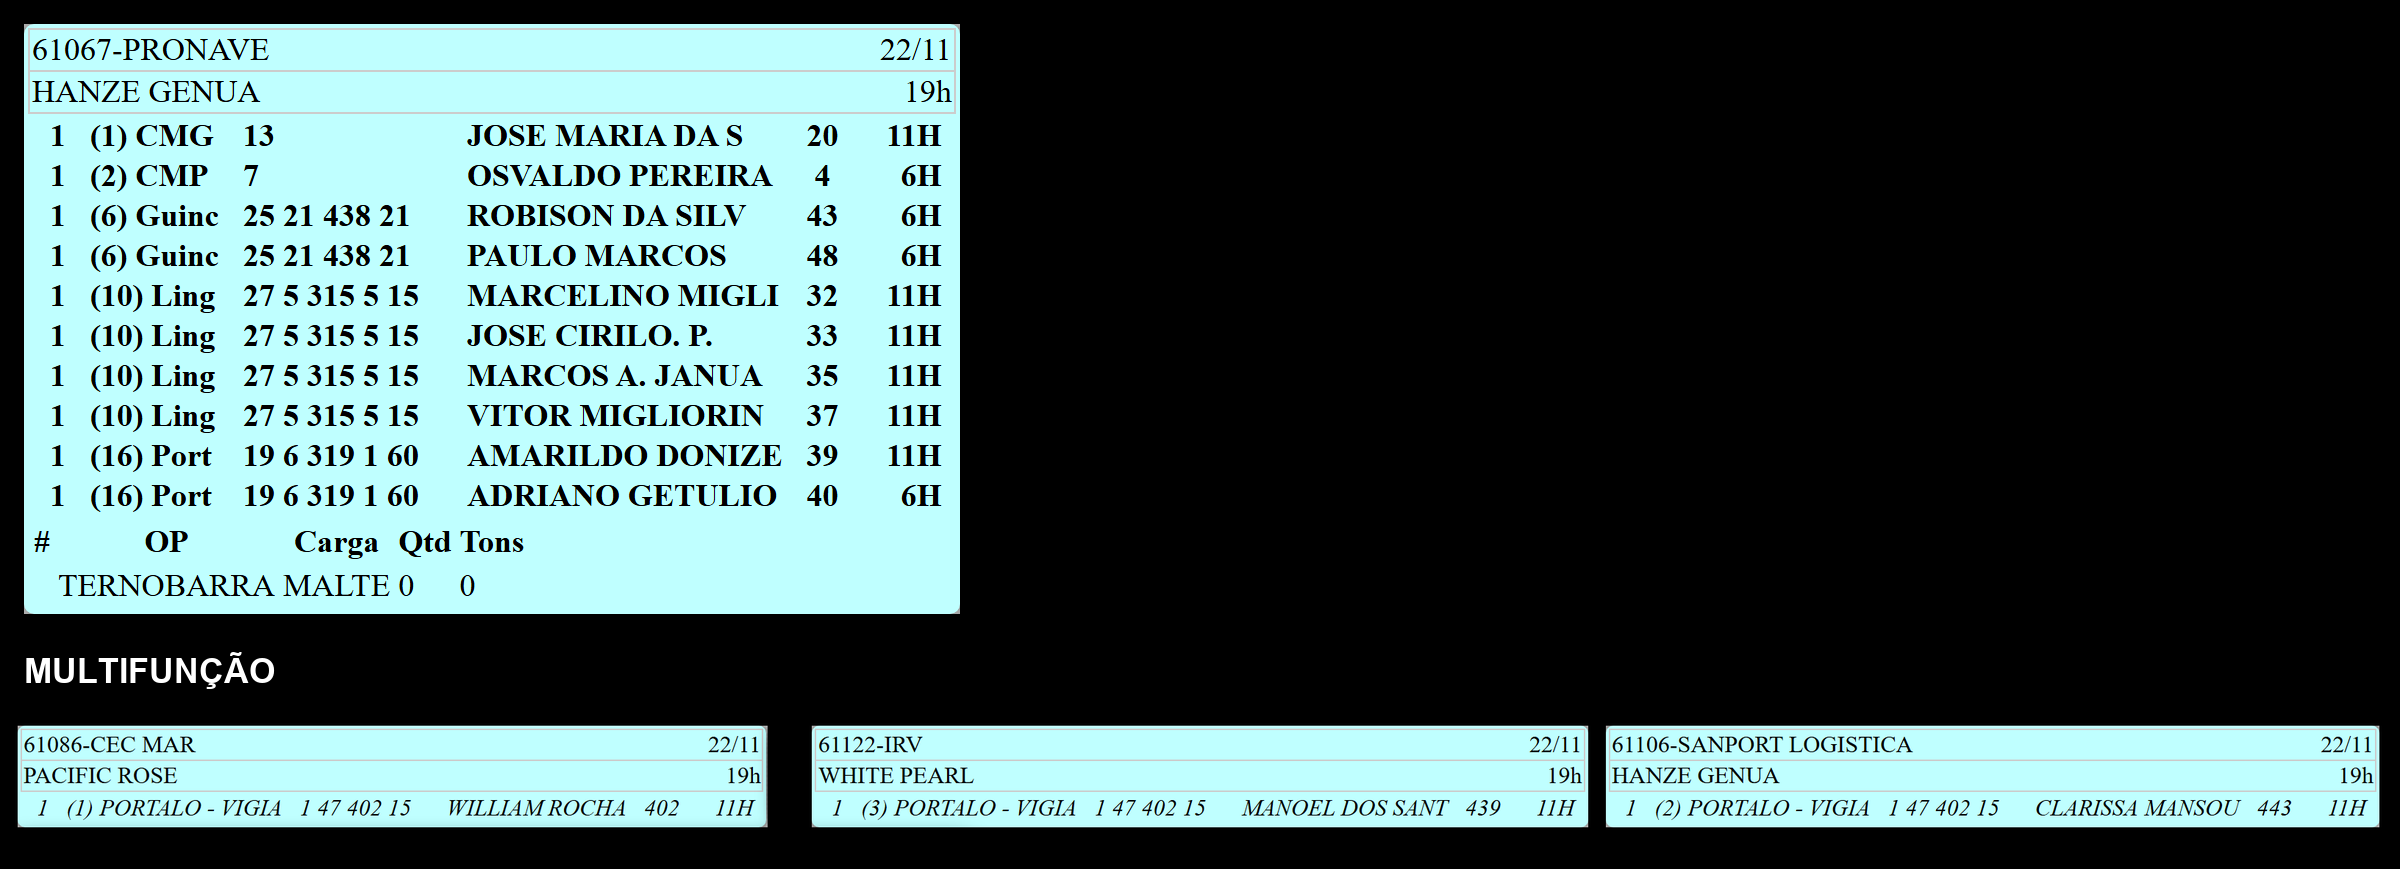 61067-PRONAVE 22/11
HANZE GENUA 19h
1 (1) CMG 13 JOSE MARIA DA S 20 11H
1 (2) CMP 7 OSVALDO PEREIRA 4 6H
1 (6) Guinc 25 21 438 21 ROBISON DA SILV 43 6H
1 (6) Guinc 25 21 438 21 PAULO MARCOS 48 6H
1 (10) Ling 27 5 315 5 15 MARCELINO MIGLI 32 11H
1 (10) Ling 27 5 315 5 15 JOSE CIRILO. P. 33 11H
1 (10) Ling 27 5 315 5 15 MARCOS A. JANUA 35 11H
1 (10) Ling 27 5 315 5 15 VITOR MIGLIORIN 37 11H
1 (16) Port 19 6 319 1 60 AMARILDO DONIZE 39 11H
1 (16) Port 19 6 319 1 60 ADRIANO GETULIO 40 6H
# OP Carga Qtd Tons
TERNOBARRA MALTE 0 0
MULTIFUNÇÃO
61086-CEC MAR 22/11
PACIFIC ROSE 19h
1 (1) PORTALO - VIGIA 1 47 402 15 WILLIAM ROCHA 402 11H
61122-IRV 22/11
WHITE PEARL 19h
1 (3) PORTALO - VIGIA 1 47 402 15 MANOEL DOS SANT 439 11H
61106-SANPORT LOGISTICA 22/11
HANZE GENUA 19h
1 (2) PORTALO - VIGIA 1 47 402 15 CLARISSA MANSOU 443 11H